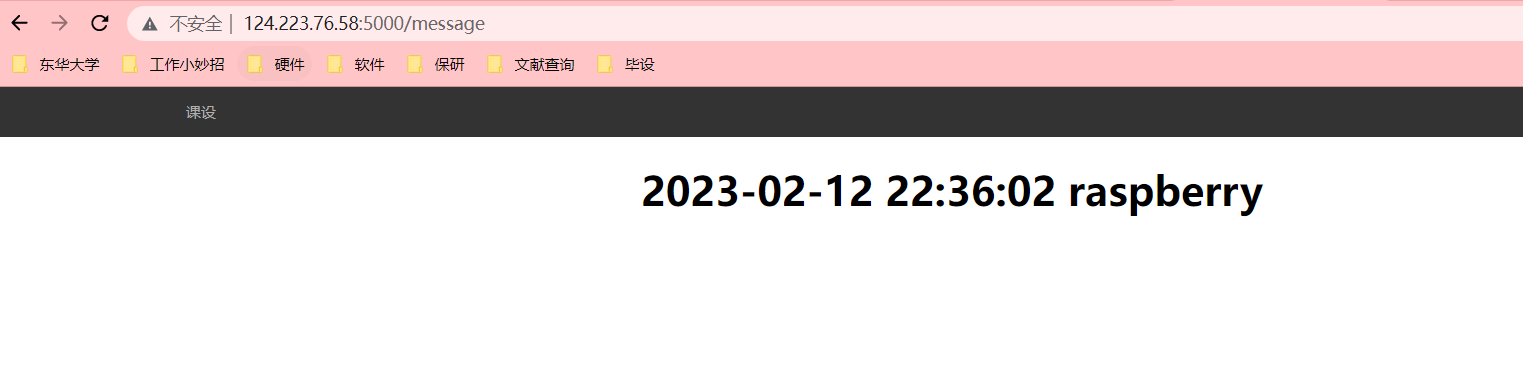 不安全 | 124.223.76.58:5000/message
东华大学 工作小妙招 硬件 软件 保研 文献查询 毕设
课设
2023-02-12 22:36:02 raspberry